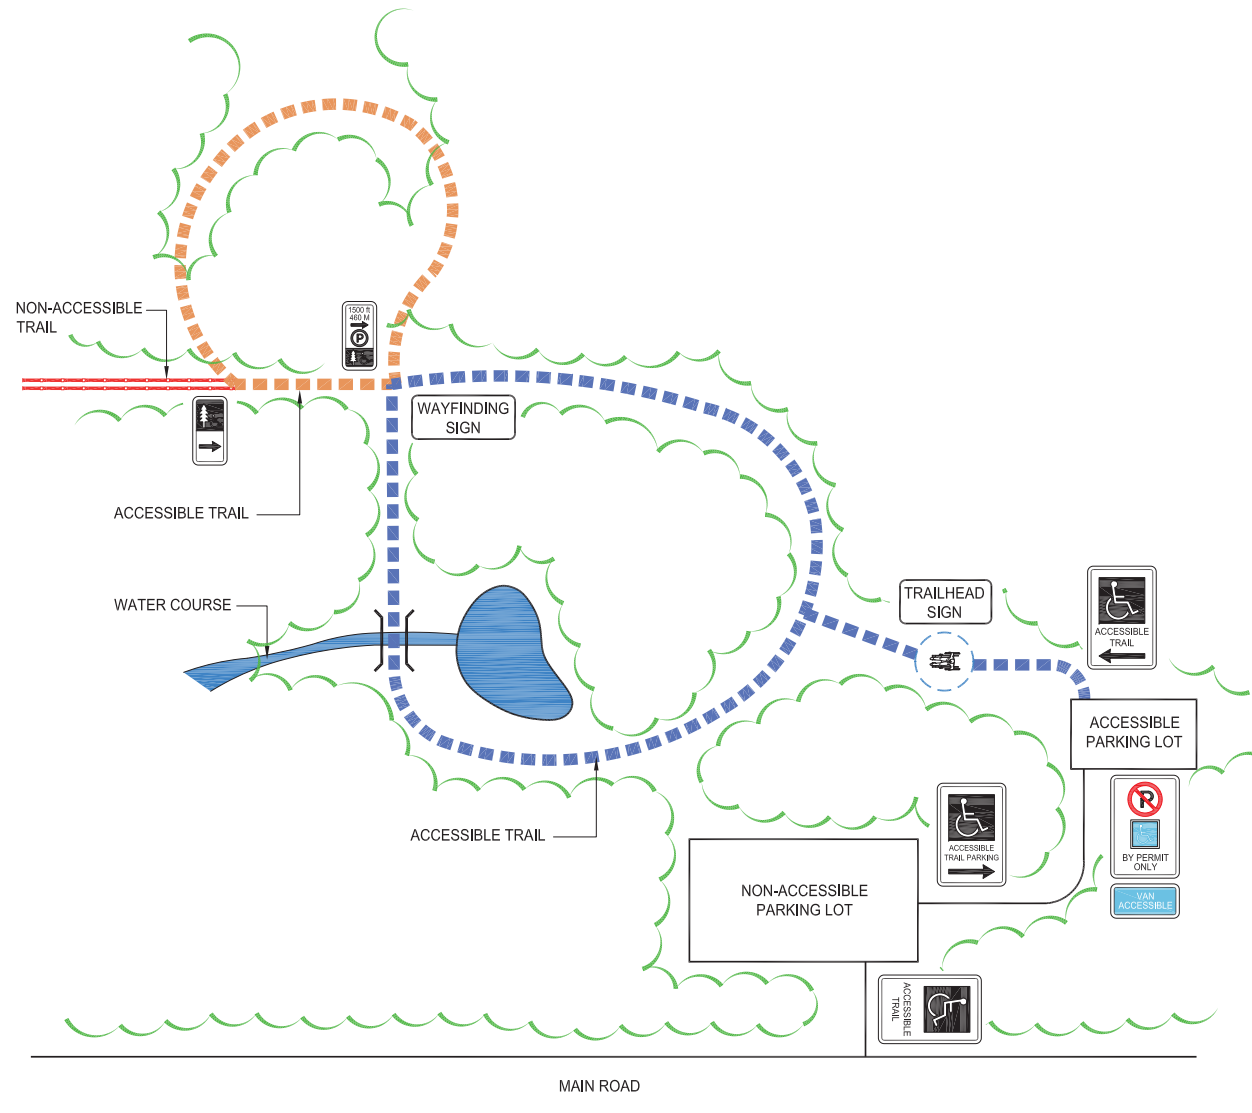 1500 ft
460 M
P
NON-ACCESSIBLE
TRAIL
WAYFINDING
SIGN
ACCESSIBLE TRAIL
WATER COURSE
TRAILHEAD
SIGN
ACCESSIBLE
TRAIL
ACCESSIBLE
PARKING LOT
ACCESSIBLE TRAIL
P
BY PERMIT
ONLY
VAN
ACCESSIBLE
ACCESSIBLE
TRAIL PARKING
NON-ACCESSIBLE
PARKING LOT
ACCESSIBLE
TRAIL
MAIN ROAD